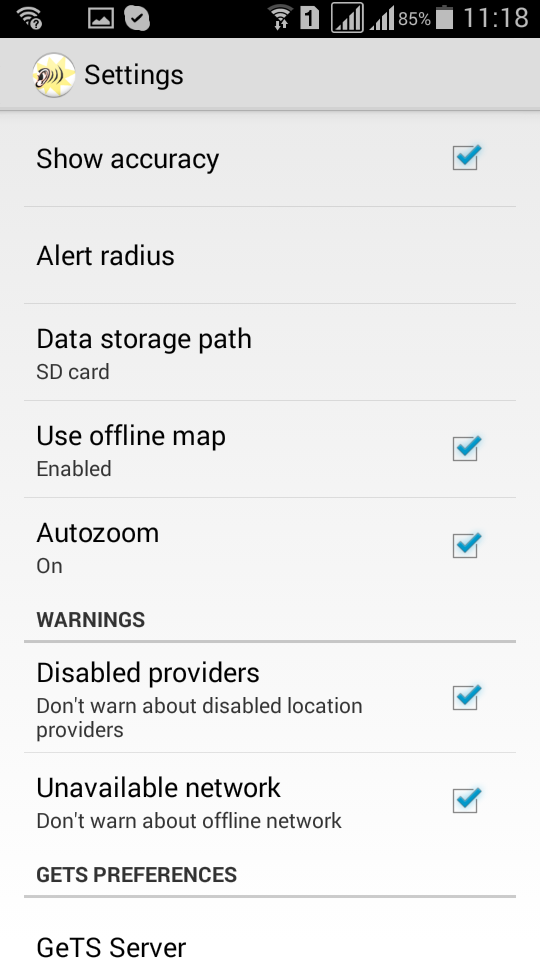 1 85% 11:18
Settings
Show accuracy
Alert radius
Data storage path
SD card
Use offline map
Enabled
Autozoom
On
WARNINGS
Disabled providers
Don't warn about disabled location
providers
Unavailable network
Don't warn about offline network
GETS PREFERENCES
GeTS Server